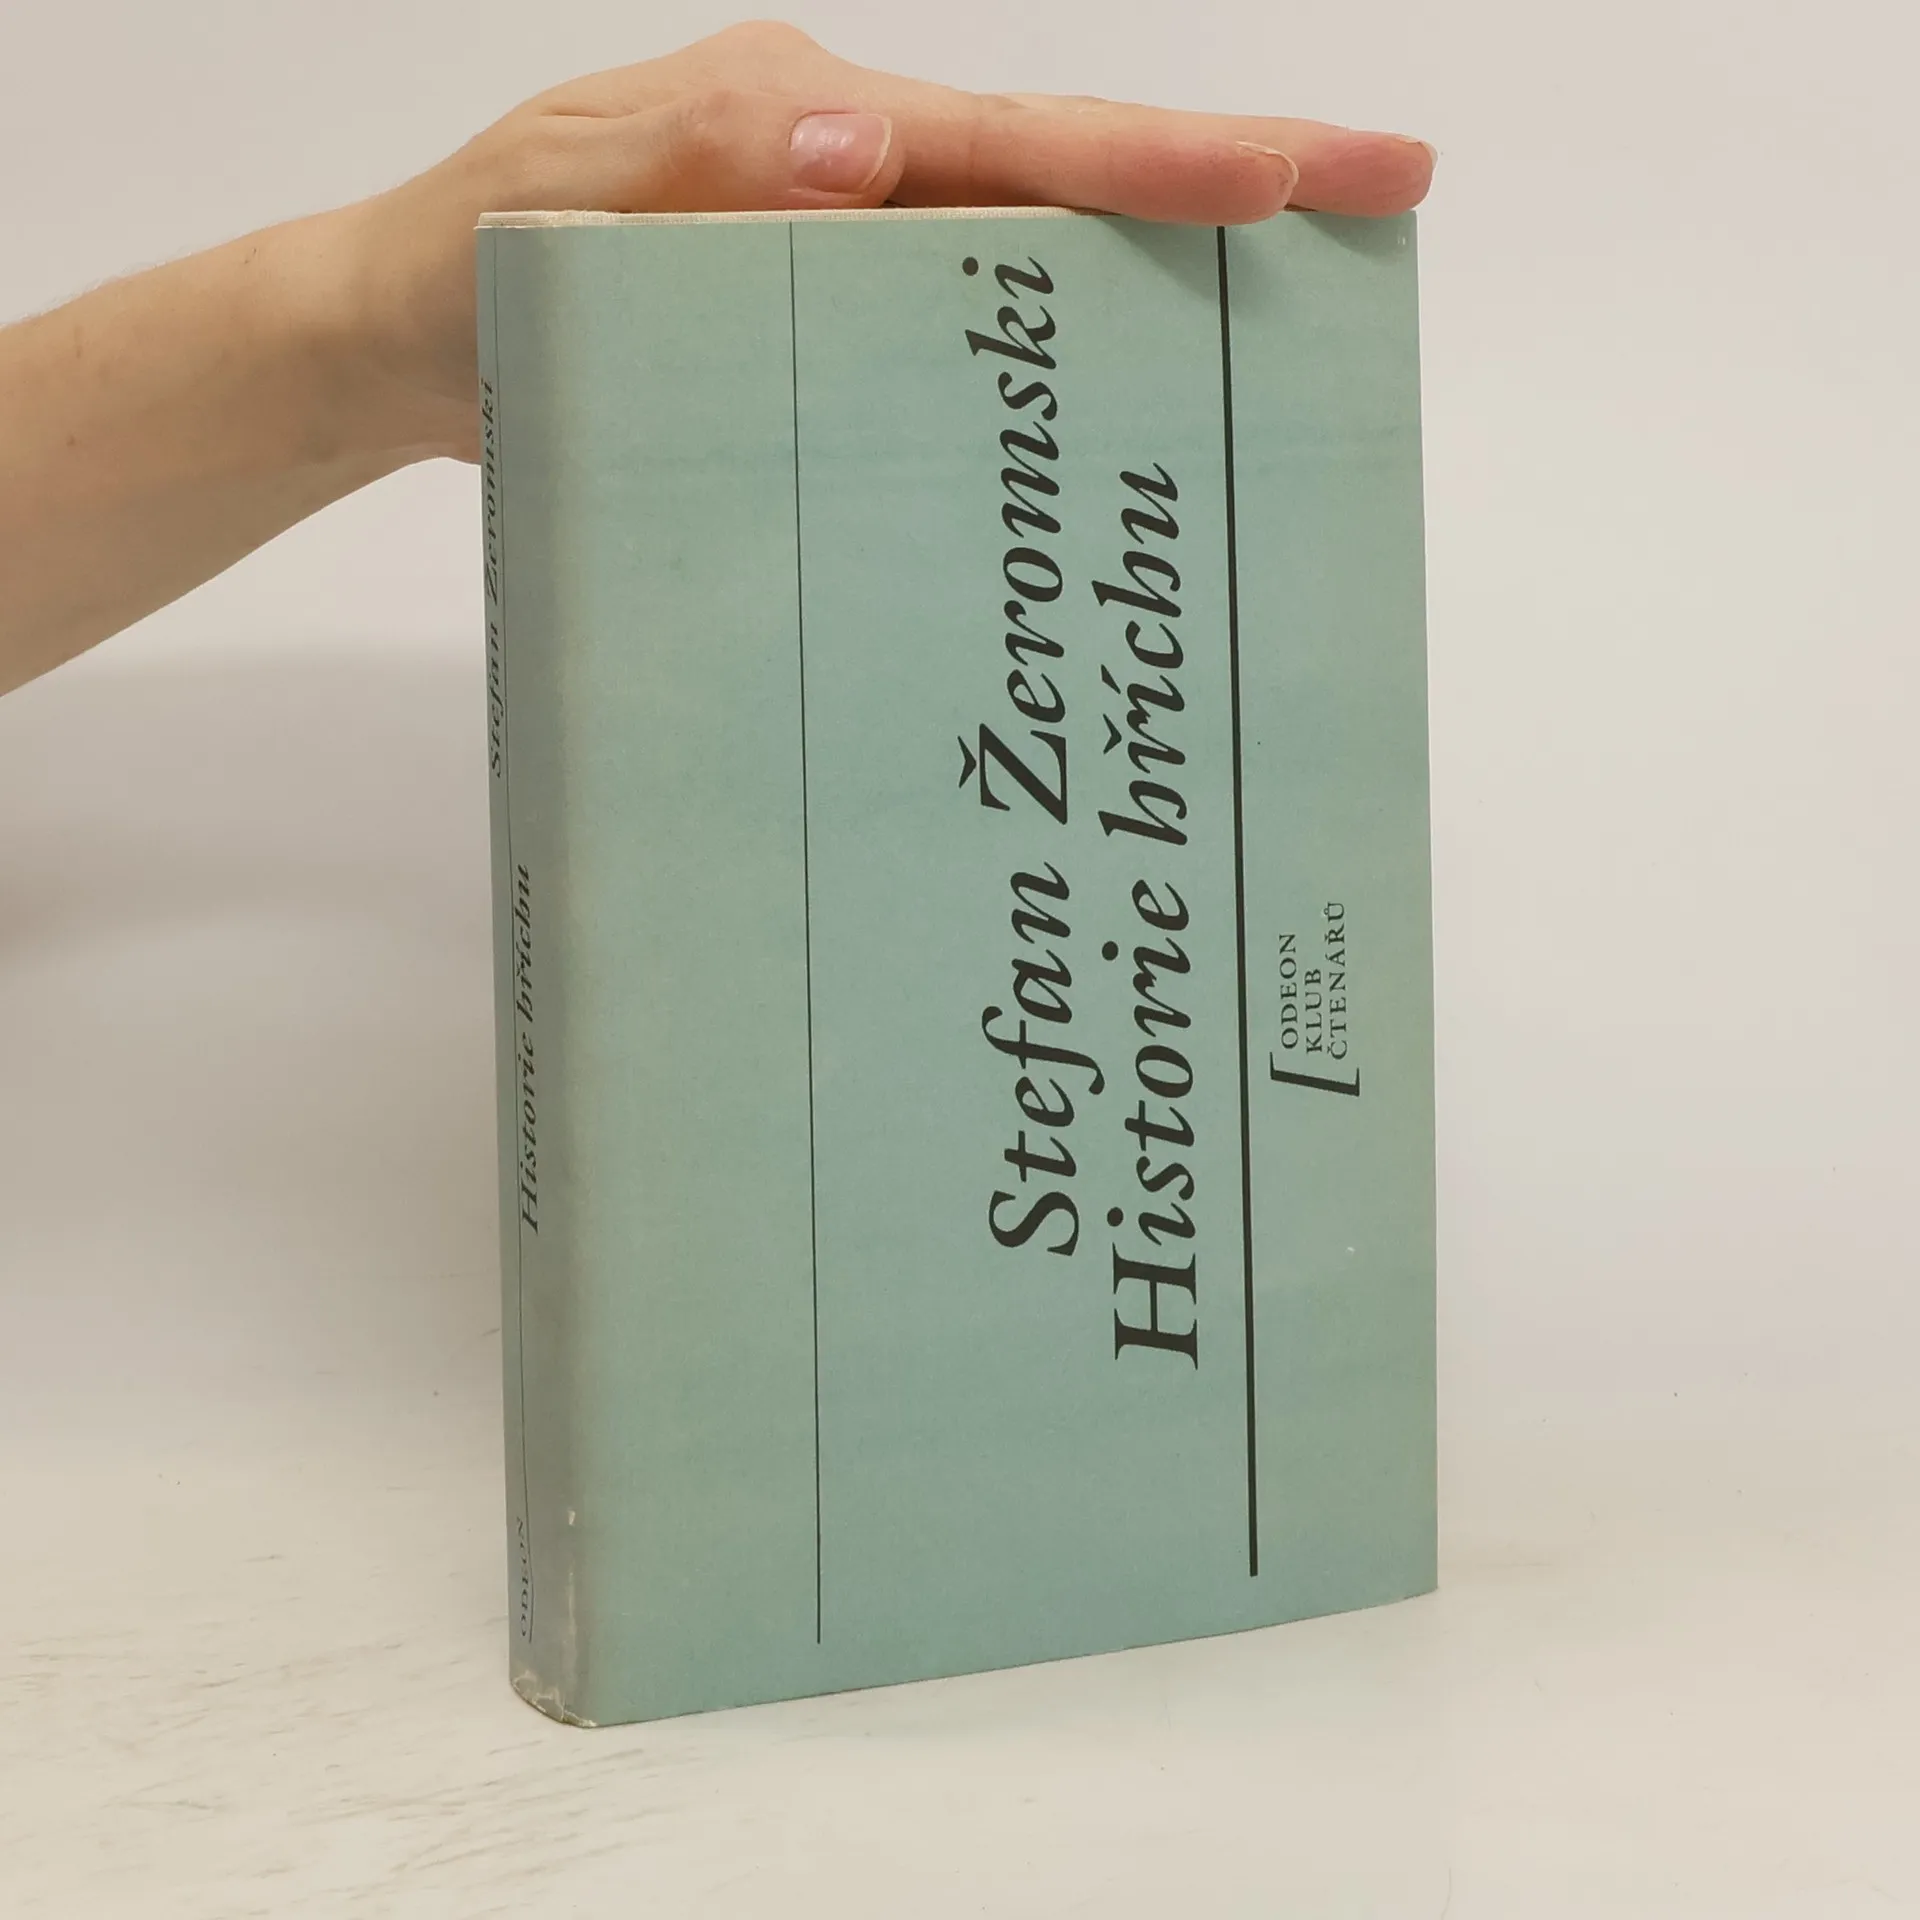 Stefan Žeromski
Historie hříchu
ODEON
KLUB
ČTENÁŘŮ
Stefan Žeromski
Historie hříchu
ODEON